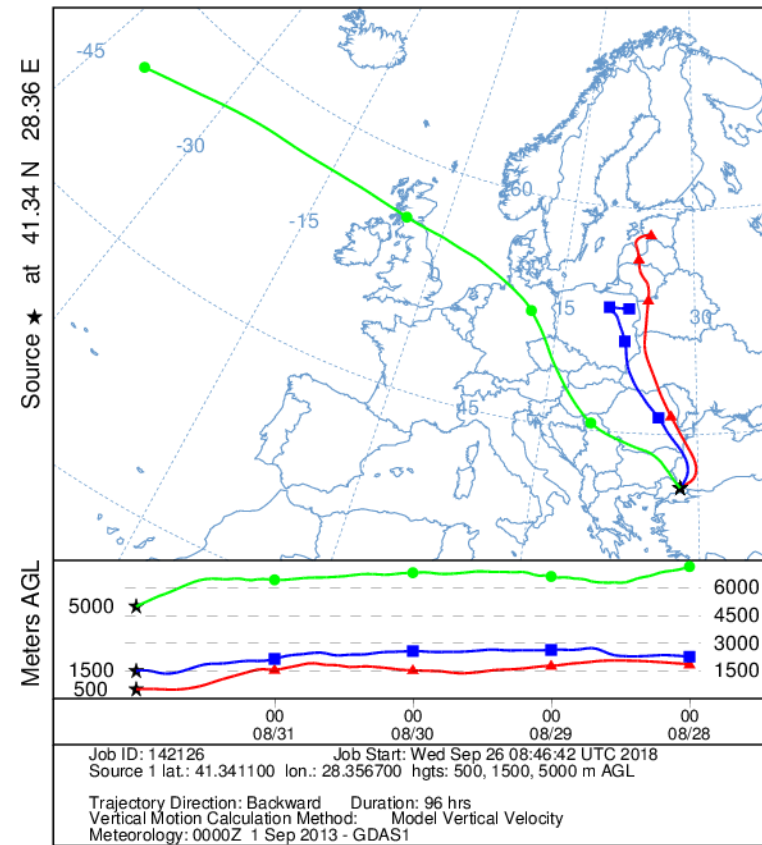 Source ★ at 41.34 N 28.36 E
-45
-30
-15
60
15
30
45
Meters AGL
5000
1500
500
6000
4500
3000
1500
00 00 00 00
08/31 08/30 08/29 08/28
Job ID: 142126 Job Start: Wed Sep 26 08:46:42 UTC 2018
Source 1 lat.: 41.341100 lon.: 28.356700 hgts: 500, 1500, 5000 m AGL
Trajectory Direction: Backward Duration: 96 hrs
Vertical Motion Calculation Method: Model Vertical Velocity
Meteorology: 0000Z 1 Sep 2013 - GDAS1